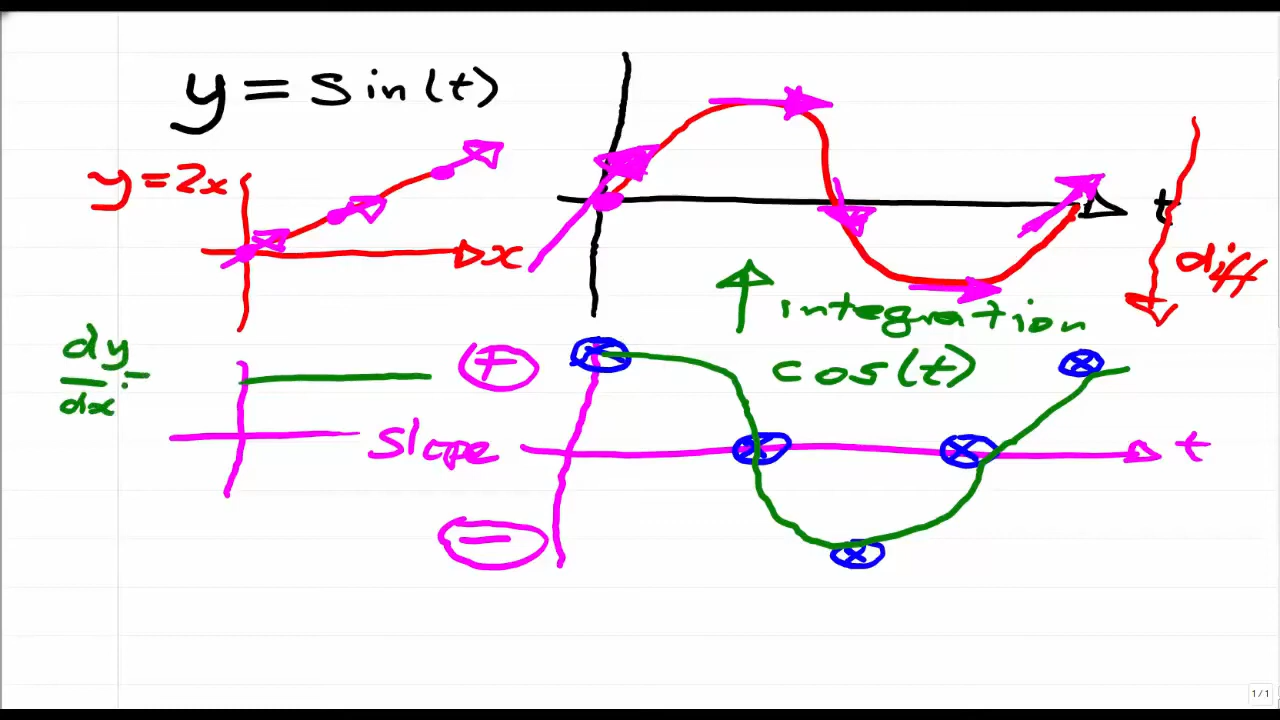 y = sin(t)
y = 2x
x
t
diff
integration
cos(t)
dy
dx
+
slope
t
−
1/1